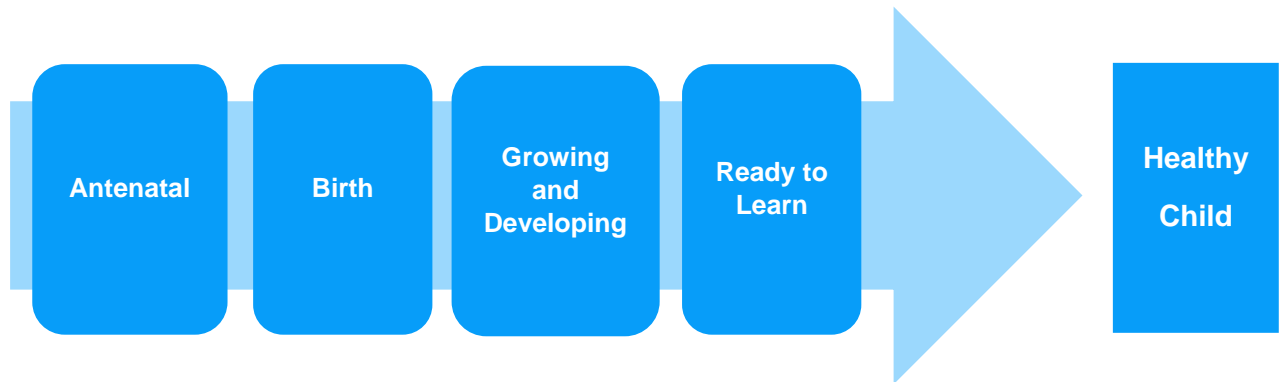 Antenatal
Birth
Growing
and
Developing
Ready to
Learn
Healthy
Child